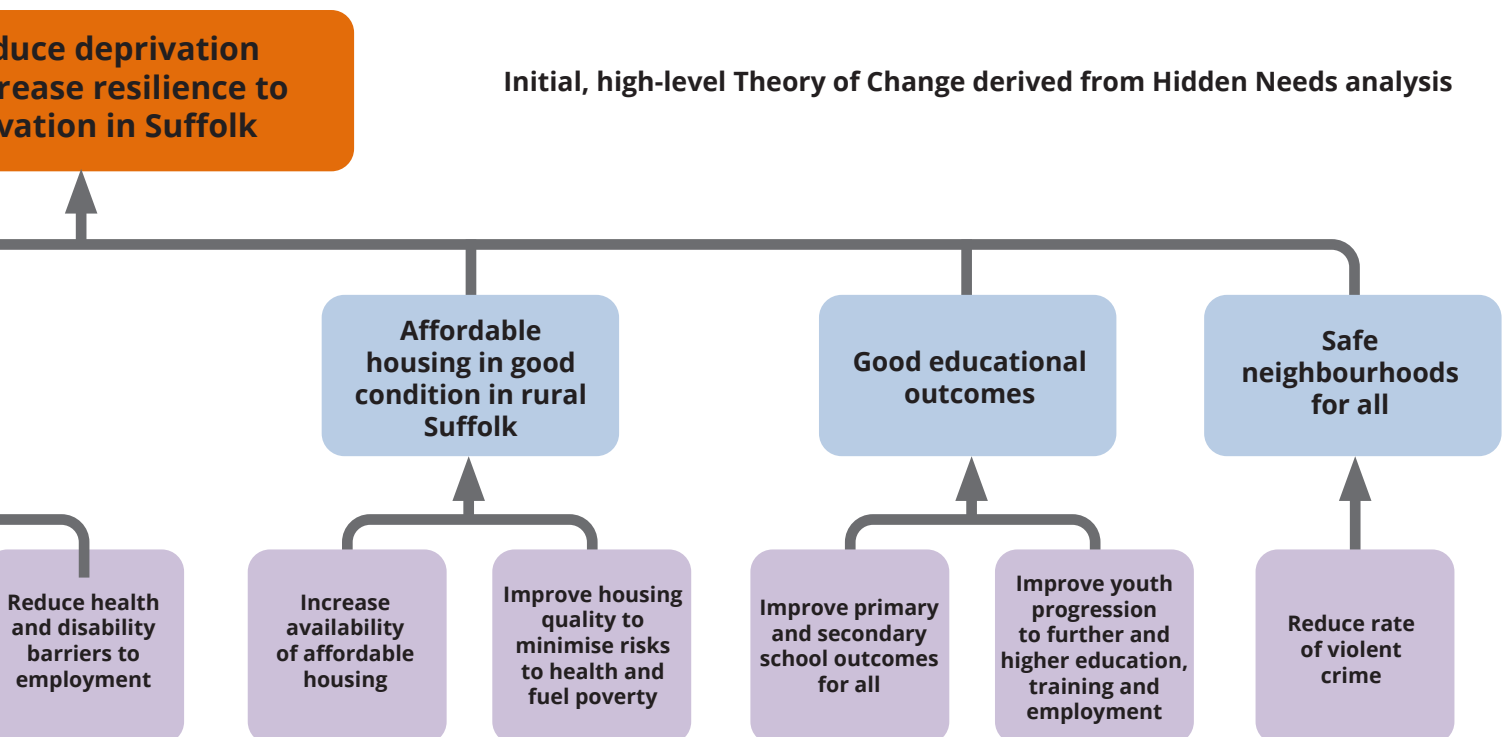 duce deprivation
rease resilience to
vation in Suffolk
Initial, high-level Theory of Change derived from Hidden Needs analysis
Affordable
housing in good
condition in rural
Suffolk
Good educational
outcomes
Safe
neighbourhoods
for all
Reduce health
and disability
barriers to
employment
Increase
availability
of affordable
housing
Improve housing
quality to
minimise risks
to health and
fuel poverty
Improve primary
and secondary
school outcomes
for all
Improve youth
progression
to further and
higher education,
training and
employment
Reduce rate
of violent
crime